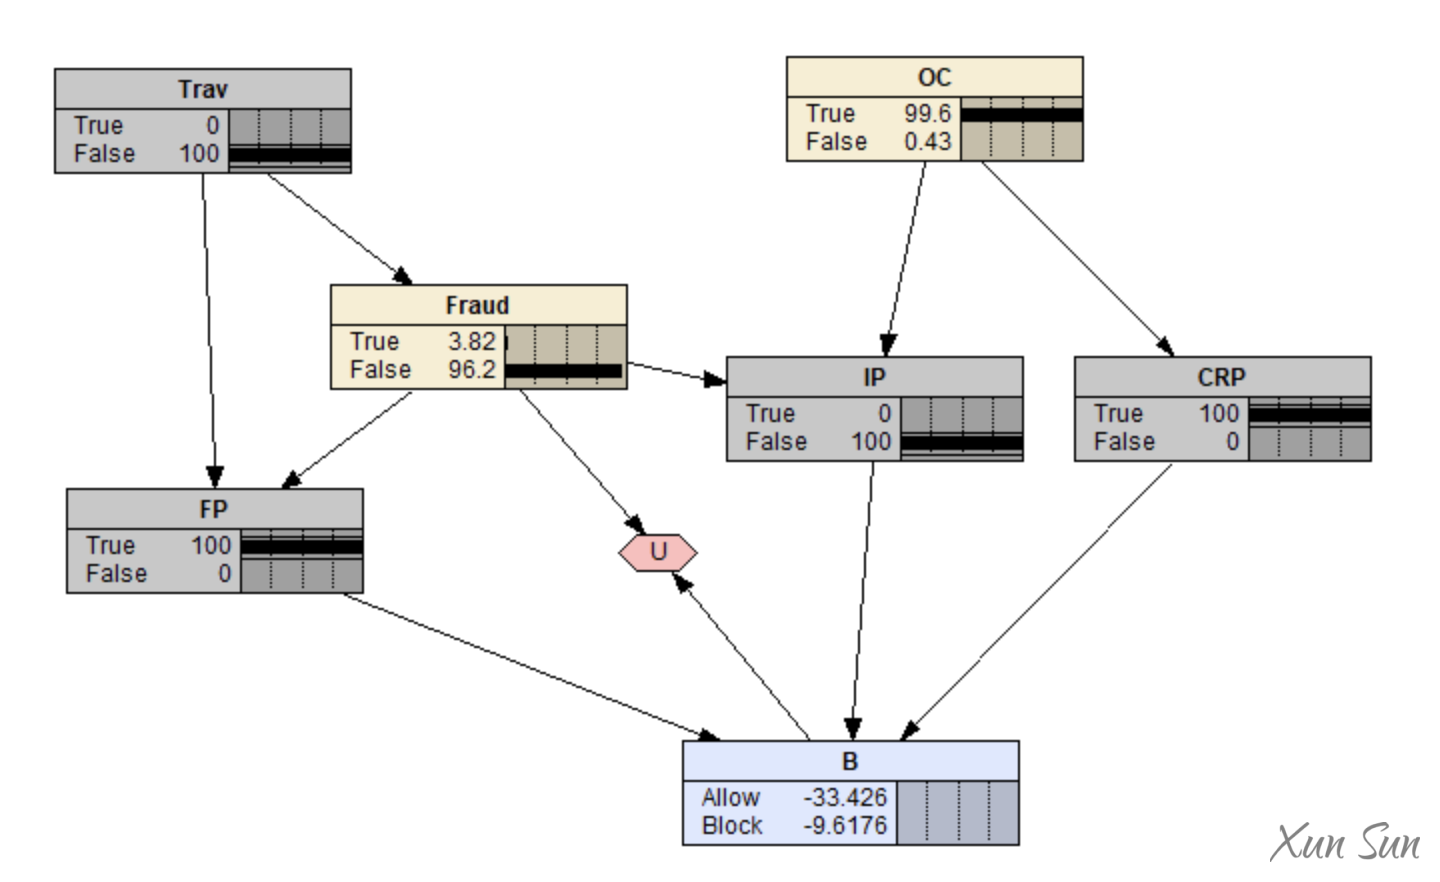 Trav
True 0
False 100
OC
True 99.6
False 0.43
Fraud
True 3.82
False 96.2
IP
True 0
False 100
CRP
True 100
False 0
FP
True 100
False 0
U
B
Allow -33.426
Block -9.6176
Xun Sun